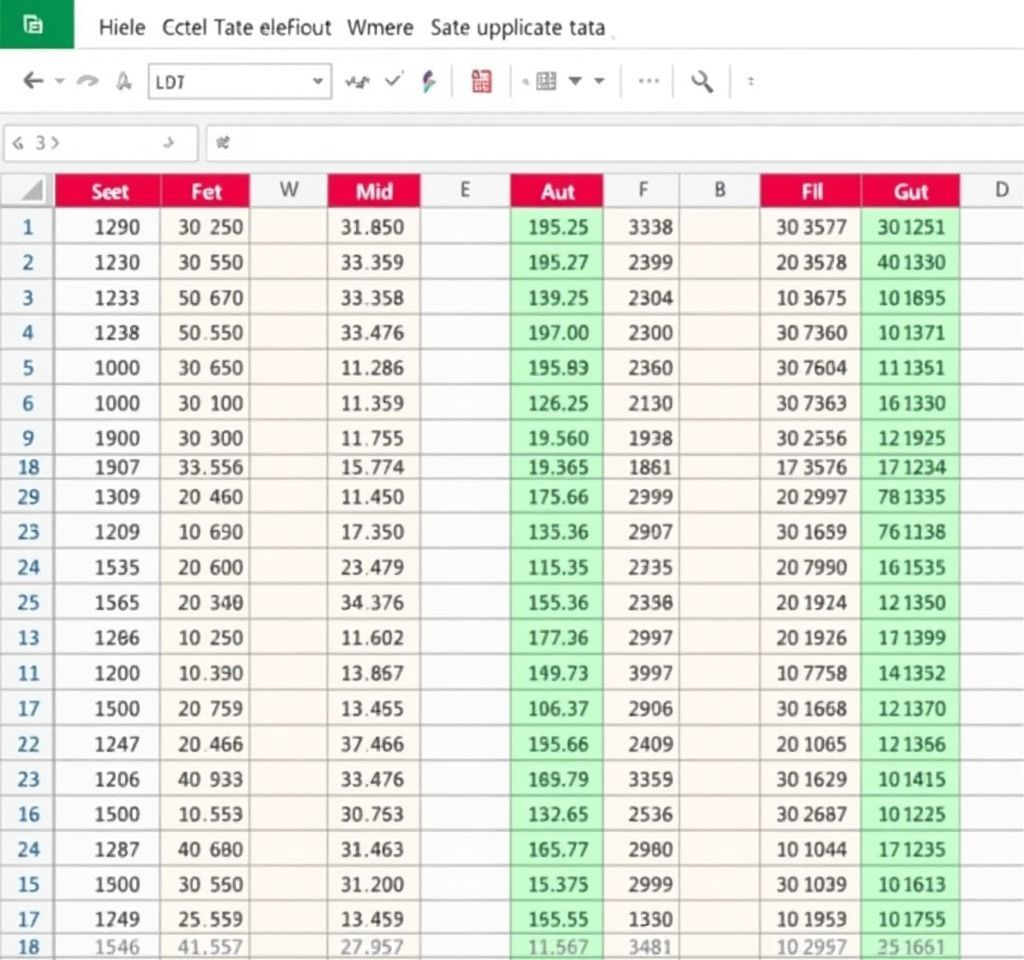 Hiele Cctel Tate elefiout Wmere Sate upplicate tata
LDT
3
Seet Fet W Mid E Aut F B Fll Gut D
1 1290 30 250 31.850 195.25 3338 30 3577 30 1251
2 1230 30 550 33.359 195.27 2399 20 3578 40 1330
3 1233 50 670 33.358 139.25 2304 10 3675 10 1895
4 1238 50.550 33.476 197.00 2300 30 7360 10 1371
5 1000 30 650 11.286 195.89 2360 30 7604 11 1351
6 1000 30 100 11.359 126.25 2130 30 7363 16 1330
9 1900 30 300 11.755 19.560 1938 30 2556 12 1925
18 1907 33.556 15.774 19.365 1861 17 3576 17 1234
29 1309 20 460 11.450 175.66 2399 20 2997 78 1335
23 1209 10 690 17.350 135.36 2907 30 1689 76 1138
24 1535 20 600 23.479 115.35 2735 20 7990 16 1535
25 1565 20 340 34.376 155.36 2358 20 1924 12 1350
13 1266 10 250 11.602 177.36 2997 20 1926 17 1399
11 1200 10.390 13.867 149.73 3997 10 7758 14 1352
17 1500 20 759 13.455 106.37 2906 30 1668 12 1370
22 1247 20.466 37.466 195.66 2409 20 1065 12 1366
23 1206 40 933 33.476 169.79 3359 30 1629 10 1415
16 1500 10.553 30.753 132.65 2536 30 2687 10 1225
24 1287 40 680 31.463 165.77 2980 10 1044 17 1235
15 1500 30 550 31.200 15.375 2999 30 1039 10 1613
17 1249 25.559 13.459 155.55 1330 10 1959 10 1755
18 1546 41.557 27.957 11.567 3481 10 2957 25 1661